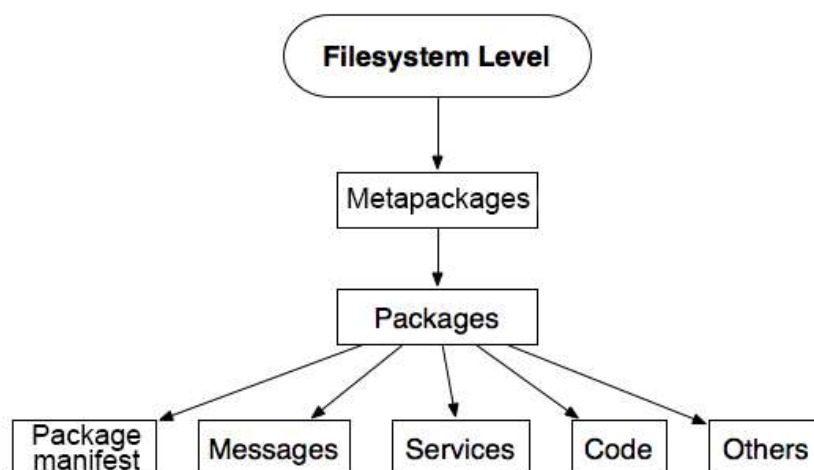 Filesystem Level
Metapackages
Packages
Package
manifest
Messages
Services
Code
Others